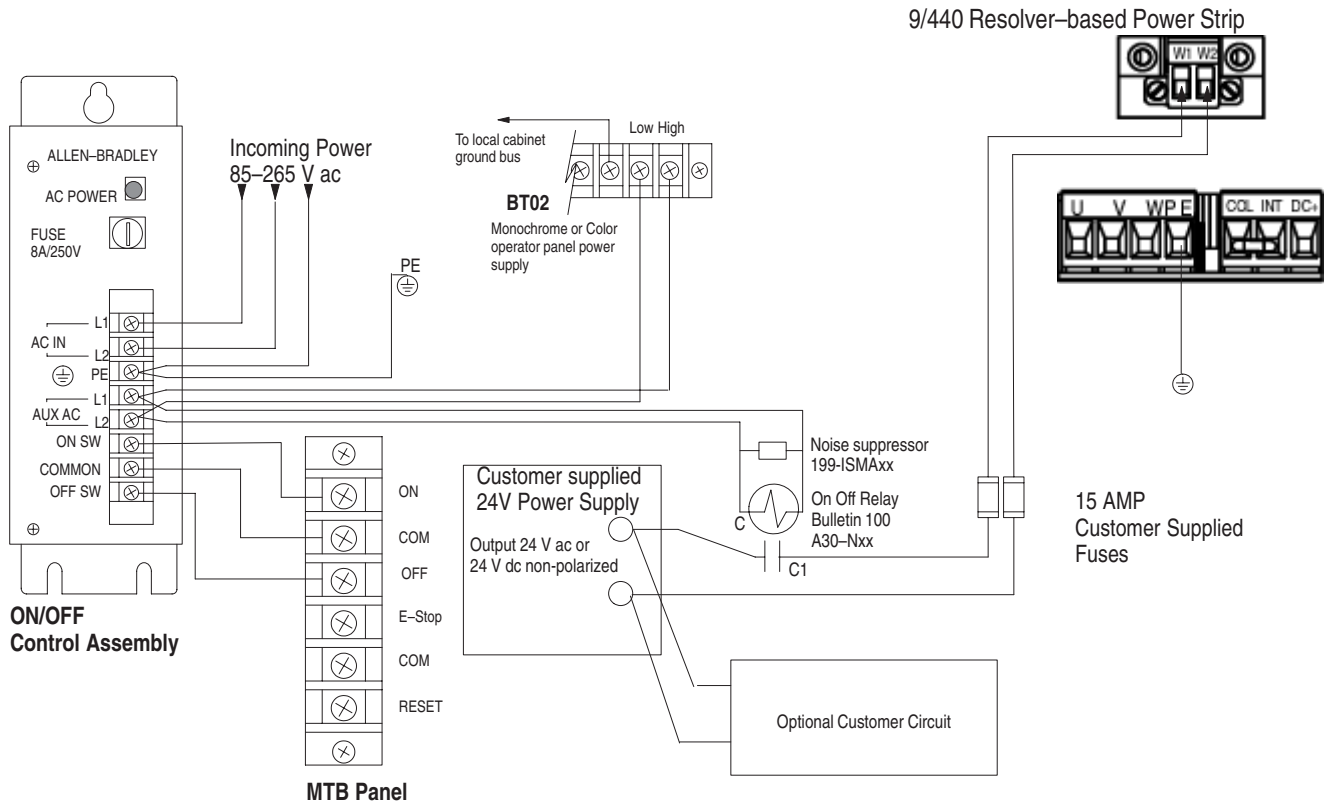 9/440 Resolver–based Power Strip
W1 W2
ALLEN–BRADLEY
AC POWER
FUSE
8A/250V
Incoming Power
85–265 V ac
To local cabinet
ground bus
Low High
BT02
Monochrome or Color
operator panel power
supply
U V W PE COL INT DC+
PE
L1
AC IN
L2
PE
L1
AUX AC
L2
ON SW
COMMON
OFF SW
ON/OFF
Control Assembly
ON
COM
OFF
E–Stop
COM
RESET
MTB Panel
Customer supplied
24V Power Supply
Output 24 V ac or
24 V dc non-polarized
Noise suppressor
199-ISMAxx
C
On Off Relay
Bulletin 100
A30–Nxx
C1
15 AMP
Customer Supplied
Fuses
Optional Customer Circuit